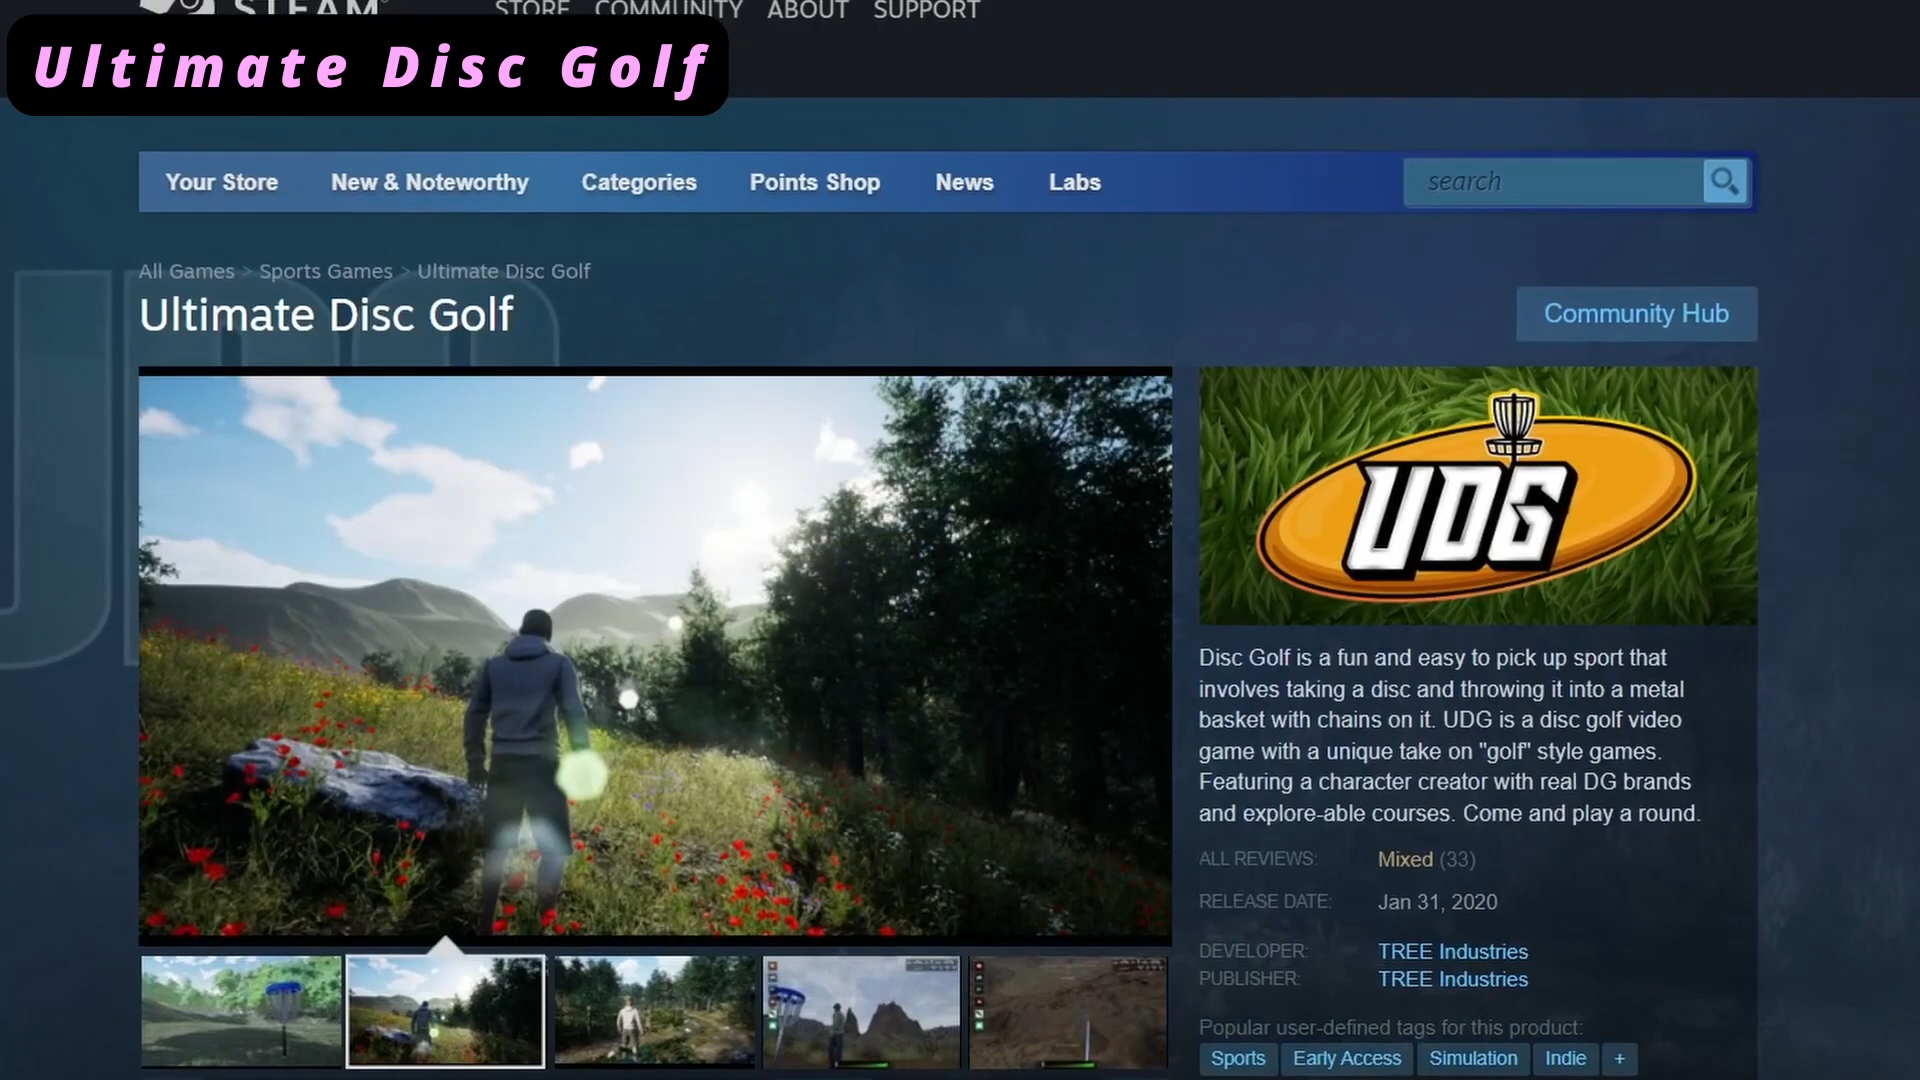 STEAM
STORE COMMUNITY ABOUT SUPPORT
Ultimate Disc Golf
Your Store New & Noteworthy Categories Points Shop News Labs
search
All Games > Sports Games > Ultimate Disc Golf
Ultimate Disc Golf
Community Hub
UDG
Disc Golf is a fun and easy to pick up sport that
involves taking a disc and throwing it into a metal
basket with chains on it. UDG is a disc golf video
game with a unique take on "golf" style games.
Featuring a character creator with real DG brands
and explore-able courses. Come and play a round.
ALL REVIEWS: Mixed (33)
RELEASE DATE: Jan 31, 2020
DEVELOPER: TREE Industries
PUBLISHER: TREE Industries
Popular user-defined tags for this product:
Sports Early Access Simulation Indie +